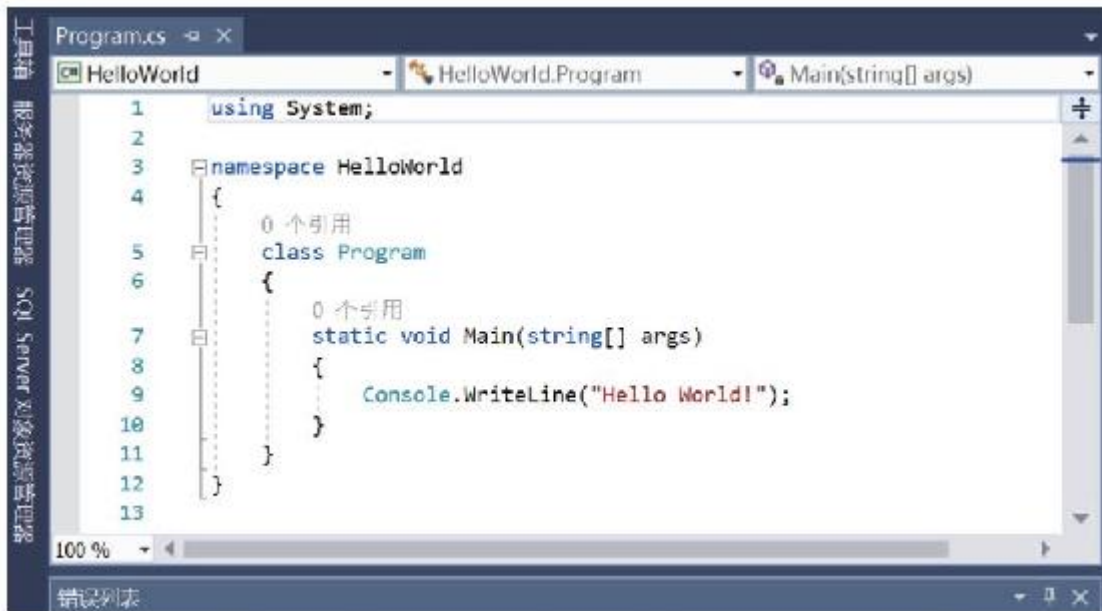 工具箱
服务器资源管理器
SQL Server 对象资源管理器
Program.cs
C# HelloWorld
HelloWorld.Program
Main(string[] args)
1 using System;
2
3 namespace HelloWorld
4 {
0 个引用
5 class Program
6 {
0 个引用
7 static void Main(string[] args)
8 {
9 Console.WriteLine("Hello World!");
10 }
11 }
12 }
13
100 %
错误列表